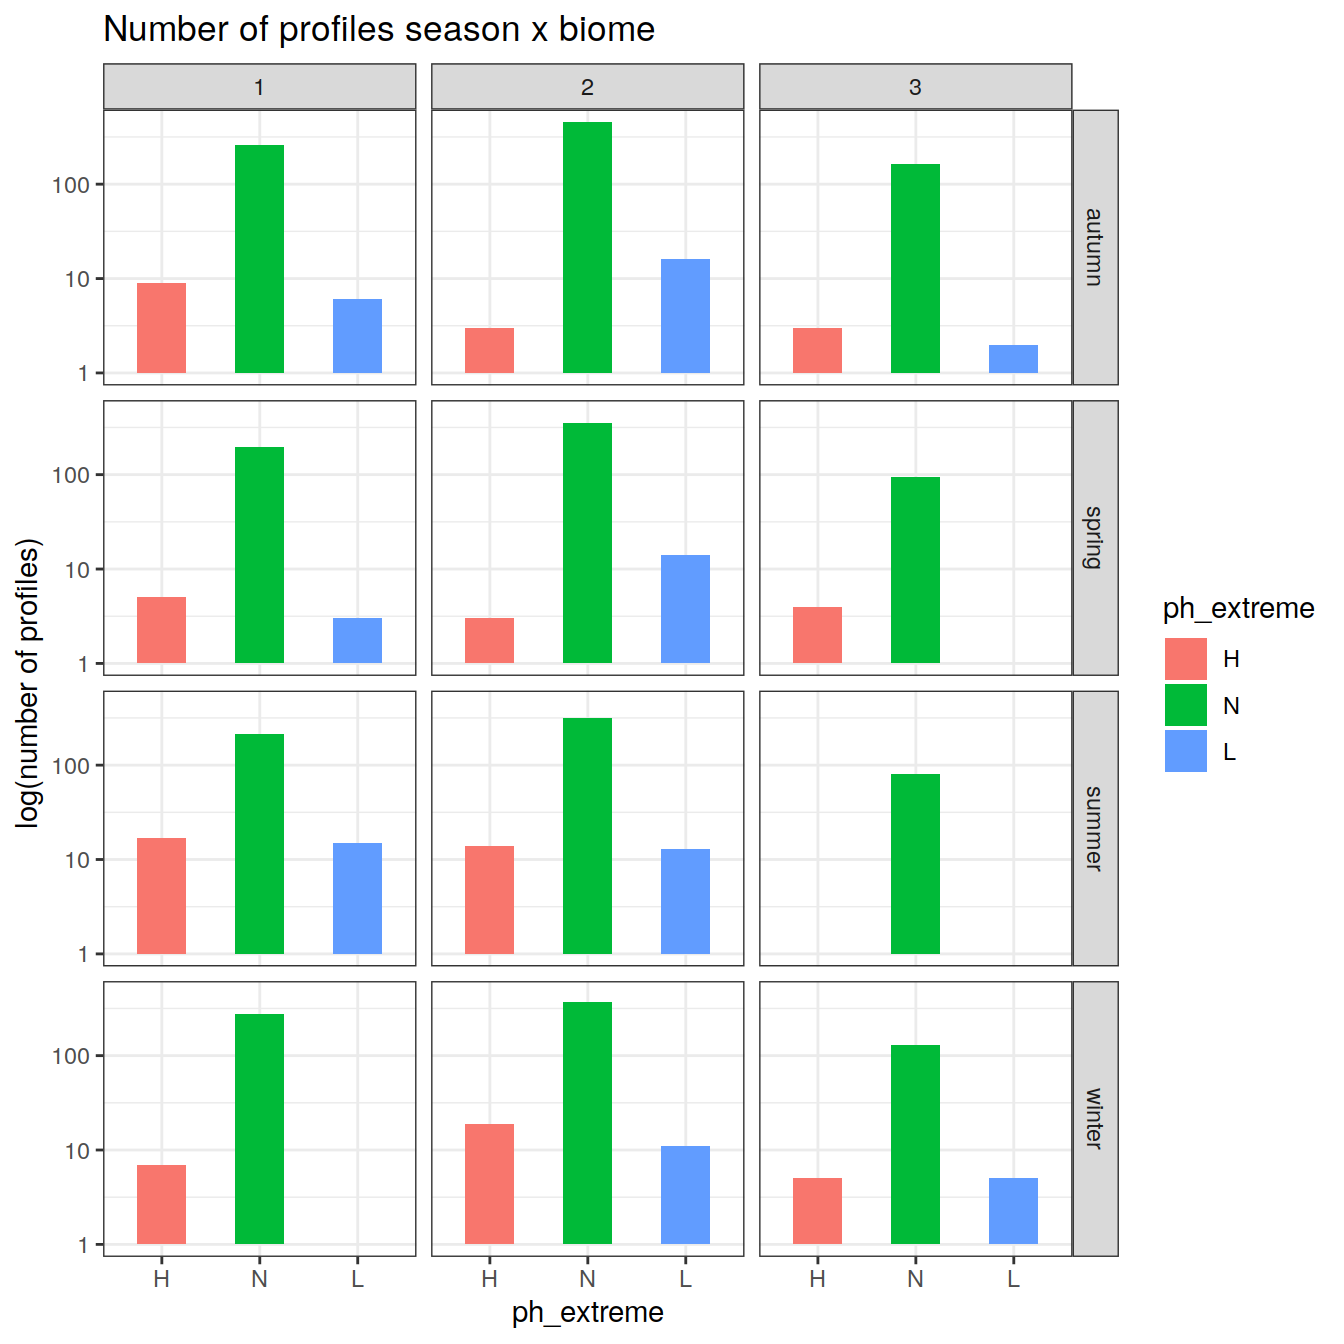 Number of profiles season x biome
1 2 3
100
10
1
autumn
100
10
1
spring
100
10
1
summer
100
10
1
winter
H N L H N L H N L
ph_extreme
log(number of profiles)
ph_extreme
H
N
L